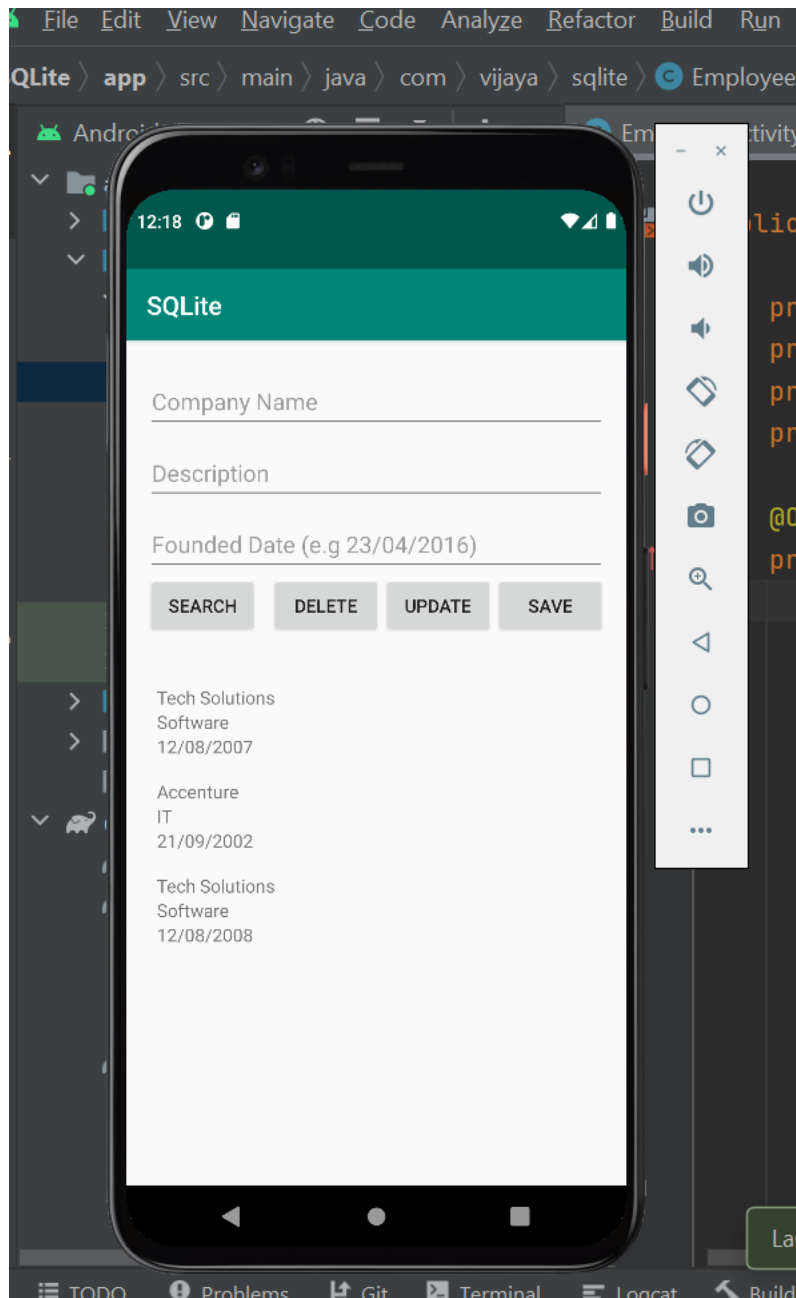 File Edit View Navigate Code Analyze Refactor Build Run
QLite app src main java com vijaya sqlite C Employee
12:18
SQLite
Company Name
Description
Founded Date (e.g 23/04/2016)
SEARCH DELETE UPDATE SAVE
Tech Solutions
Software
12/08/2007
Accenture
IT
21/09/2002
Tech Solutions
Software
12/08/2008
TODO Problems Git Terminal Logcat Build